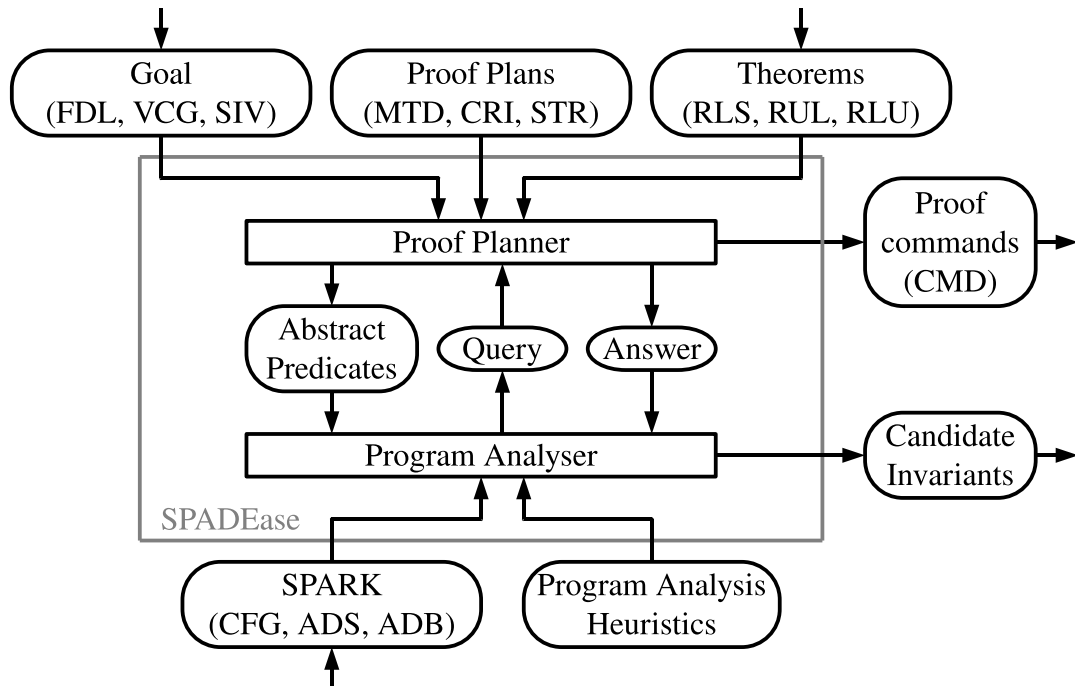 Goal
(FDL, VCG, SIV)
Proof Plans
(MTD, CRI, STR)
Theorems
(RLS, RUL, RLU)
Proof Planner
Proof
commands
(CMD)
Abstract
Predicates
Query
Answer
Program Analyser
Candidate
Invariants
SPADEase
SPARK
(CFG, ADS, ADB)
Program Analysis
Heuristics